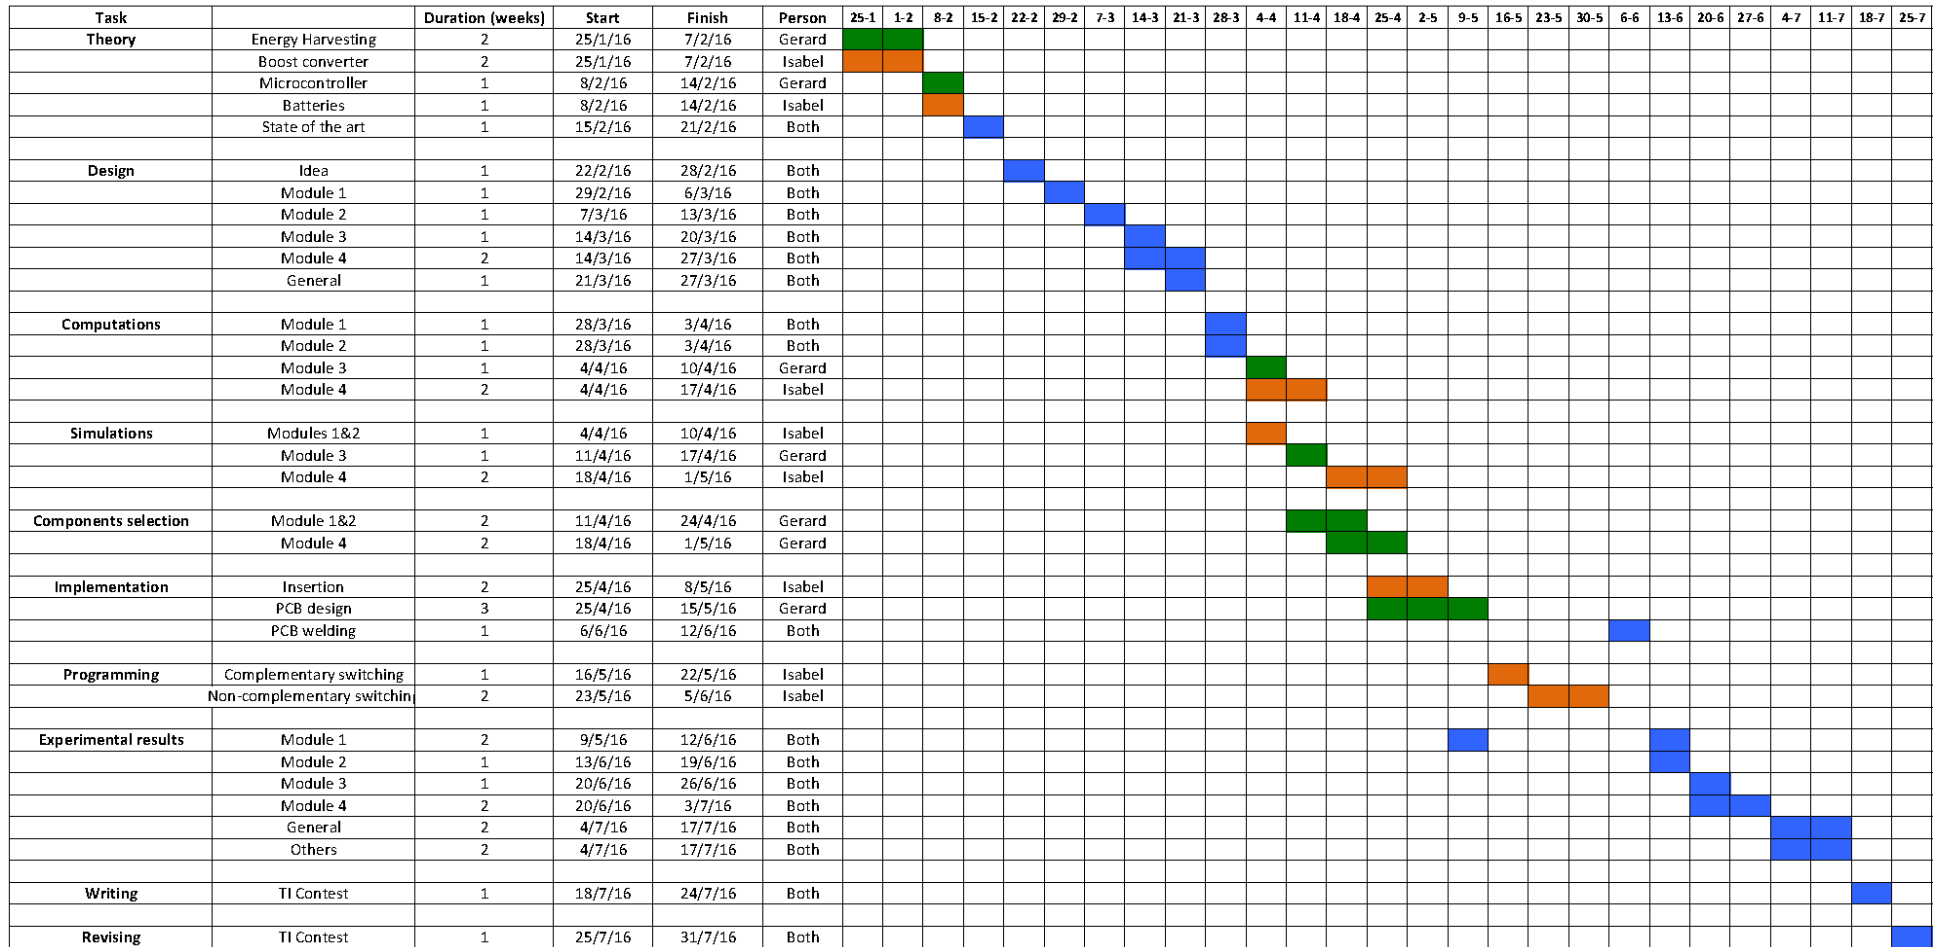 Task Duration (weeks) Start Finish Person 25-1 1-2 8-2 15-2 22-2 29-2 7-3 14-3 21-3 28-3 4-4 11-4 18-4 25-4 2-5 9-5 16-5 23-5 30-5 6-6 13-6 20-6 27-6 4-7 11-7 18-7 25-7
Theory Energy Harvesting 2 25/1/16 7/2/16 Gerard
Boost converter 2 25/1/16 7/2/16 Isabel
Microcontroller 1 8/2/16 14/2/16 Gerard
Batteries 1 8/2/16 14/2/16 Isabel
State of the art 1 15/2/16 21/2/16 Both
Design Idea 1 22/2/16 28/2/16 Both
Module 1 1 29/2/16 6/3/16 Both
Module 2 1 7/3/16 13/3/16 Both
Module 3 1 14/3/16 20/3/16 Both
Module 4 2 14/3/16 27/3/16 Both
General 1 21/3/16 27/3/16 Both
Computations Module 1 1 28/3/16 3/4/16 Both
Module 2 1 28/3/16 3/4/16 Both
Module 3 1 4/4/16 10/4/16 Gerard
Module 4 2 4/4/16 17/4/16 Isabel
Simulations Modules 1&2 1 4/4/16 10/4/16 Isabel
Module 3 1 11/4/16 17/4/16 Gerard
Module 4 2 18/4/16 1/5/16 Isabel
Components selection Module 1&2 2 11/4/16 24/4/16 Gerard
Module 4 2 18/4/16 1/5/16 Gerard
Implementation Insertion 2 25/4/16 8/5/16 Isabel
PCB design 3 25/4/16 15/5/16 Gerard
PCB welding 1 6/6/16 12/6/16 Both
Programming Complementary switching 1 16/5/16 22/5/16 Isabel
Non-complementary switchin 2 23/5/16 5/6/16 Isabel
Experimental results Module 1 2 9/5/16 12/6/16 Both
Module 2 1 13/6/16 19/6/16 Both
Module 3 1 20/6/16 26/6/16 Both
Module 4 2 20/6/16 3/7/16 Both
General 2 4/7/16 17/7/16 Both
Others 2 4/7/16 17/7/16 Both
Writing TI Contest 1 18/7/16 24/7/16 Both
Revising TI Contest 1 25/7/16 31/7/16 Both